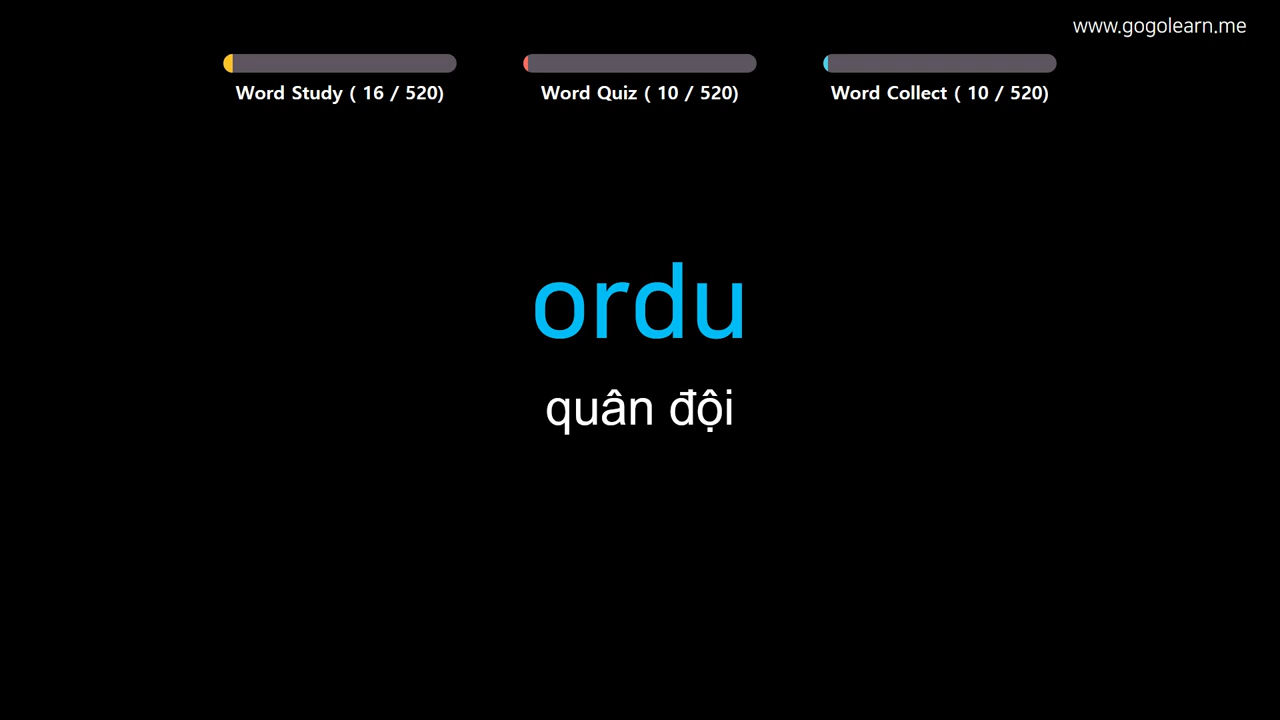 www.gogolearn.me
Word Study ( 16 / 520)
Word Quiz ( 10 / 520)
Word Collect ( 10 / 520)
ordu
quân đội